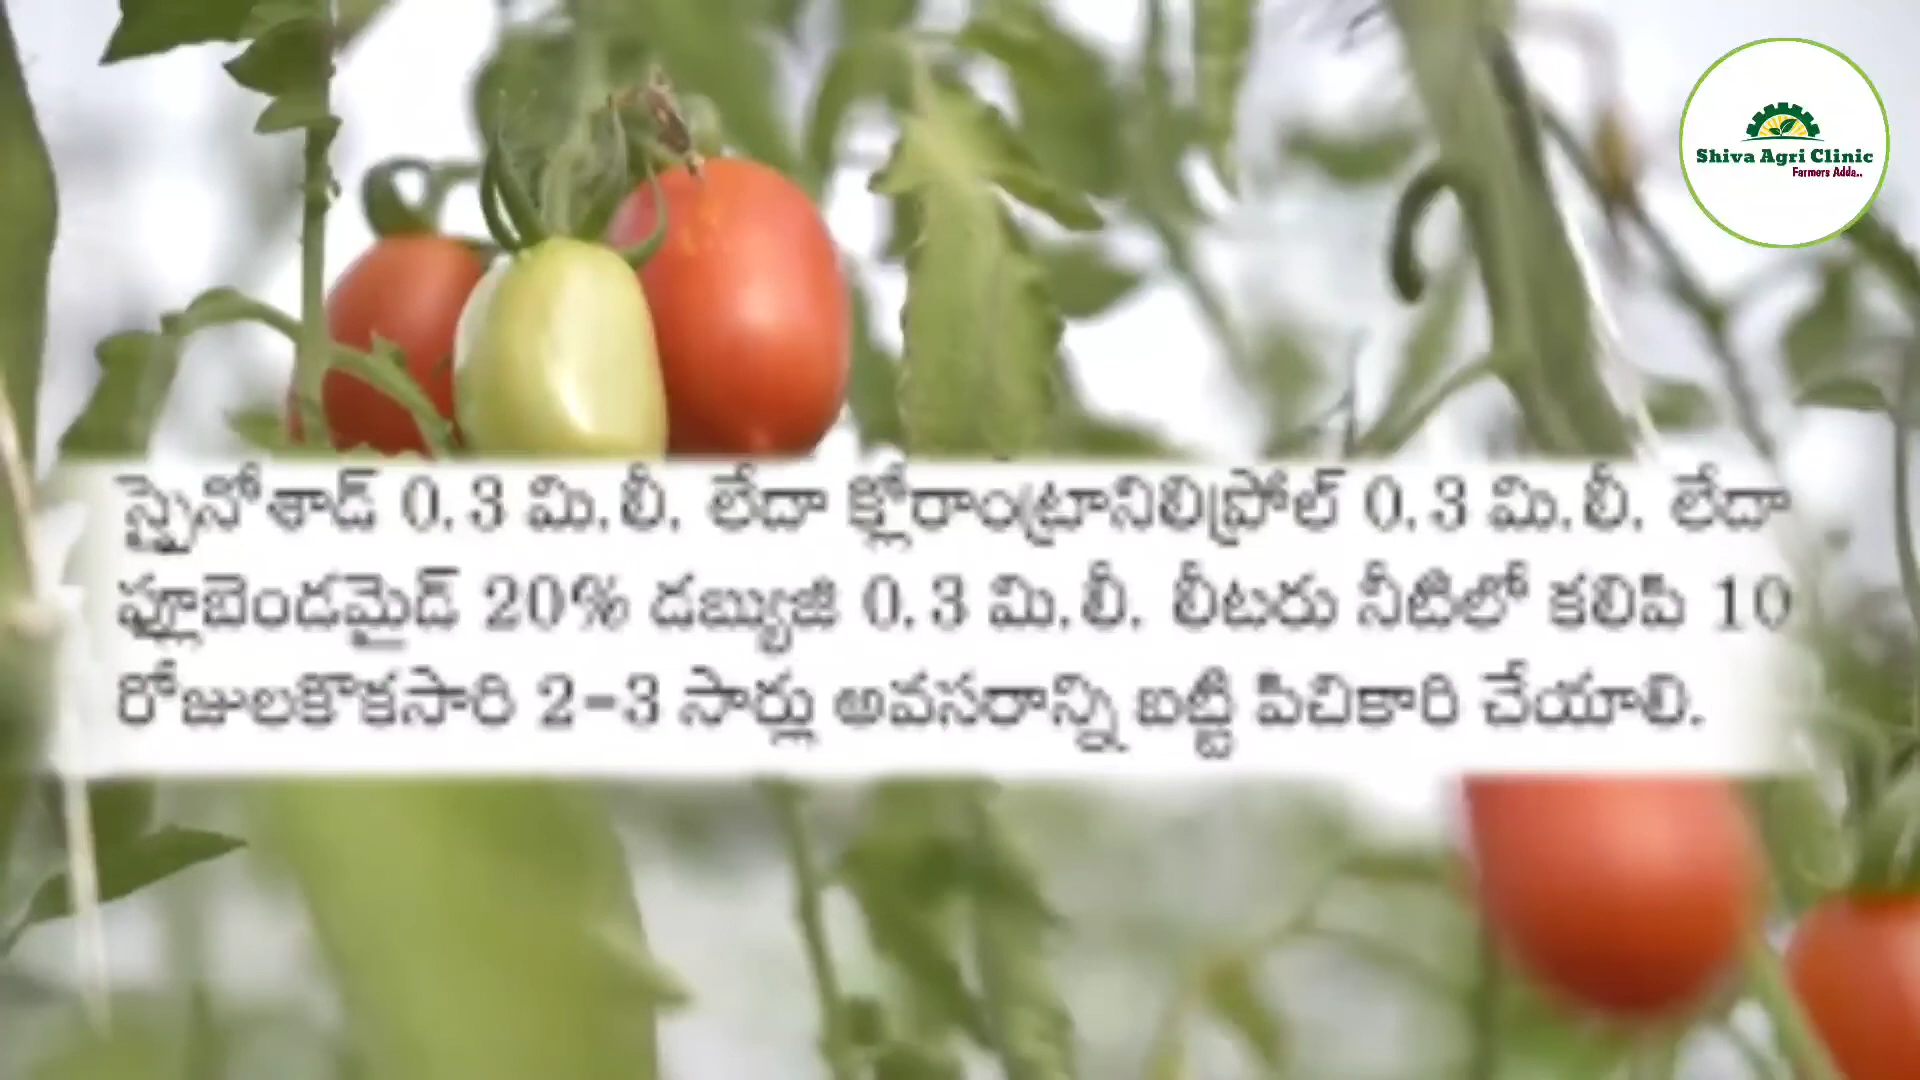 Shiva Agri Clinic
Farmers Adda..
స్పైనోశాడ్ 0.3 మి.లీ. లేదా క్లోరాంట్రానిలిప్రోల్ 0.3 మి.లీ. లేదా
ఫ్లూబెండమైడ్ 20% డబ్ల్యుజి 0.3 మి.లీ. లీటరు నీటిలో కలిపి 10
రోజులకొకసారి 2-3 సార్లు అవసరాన్ని బట్టి పిచికారి చేయాలి.